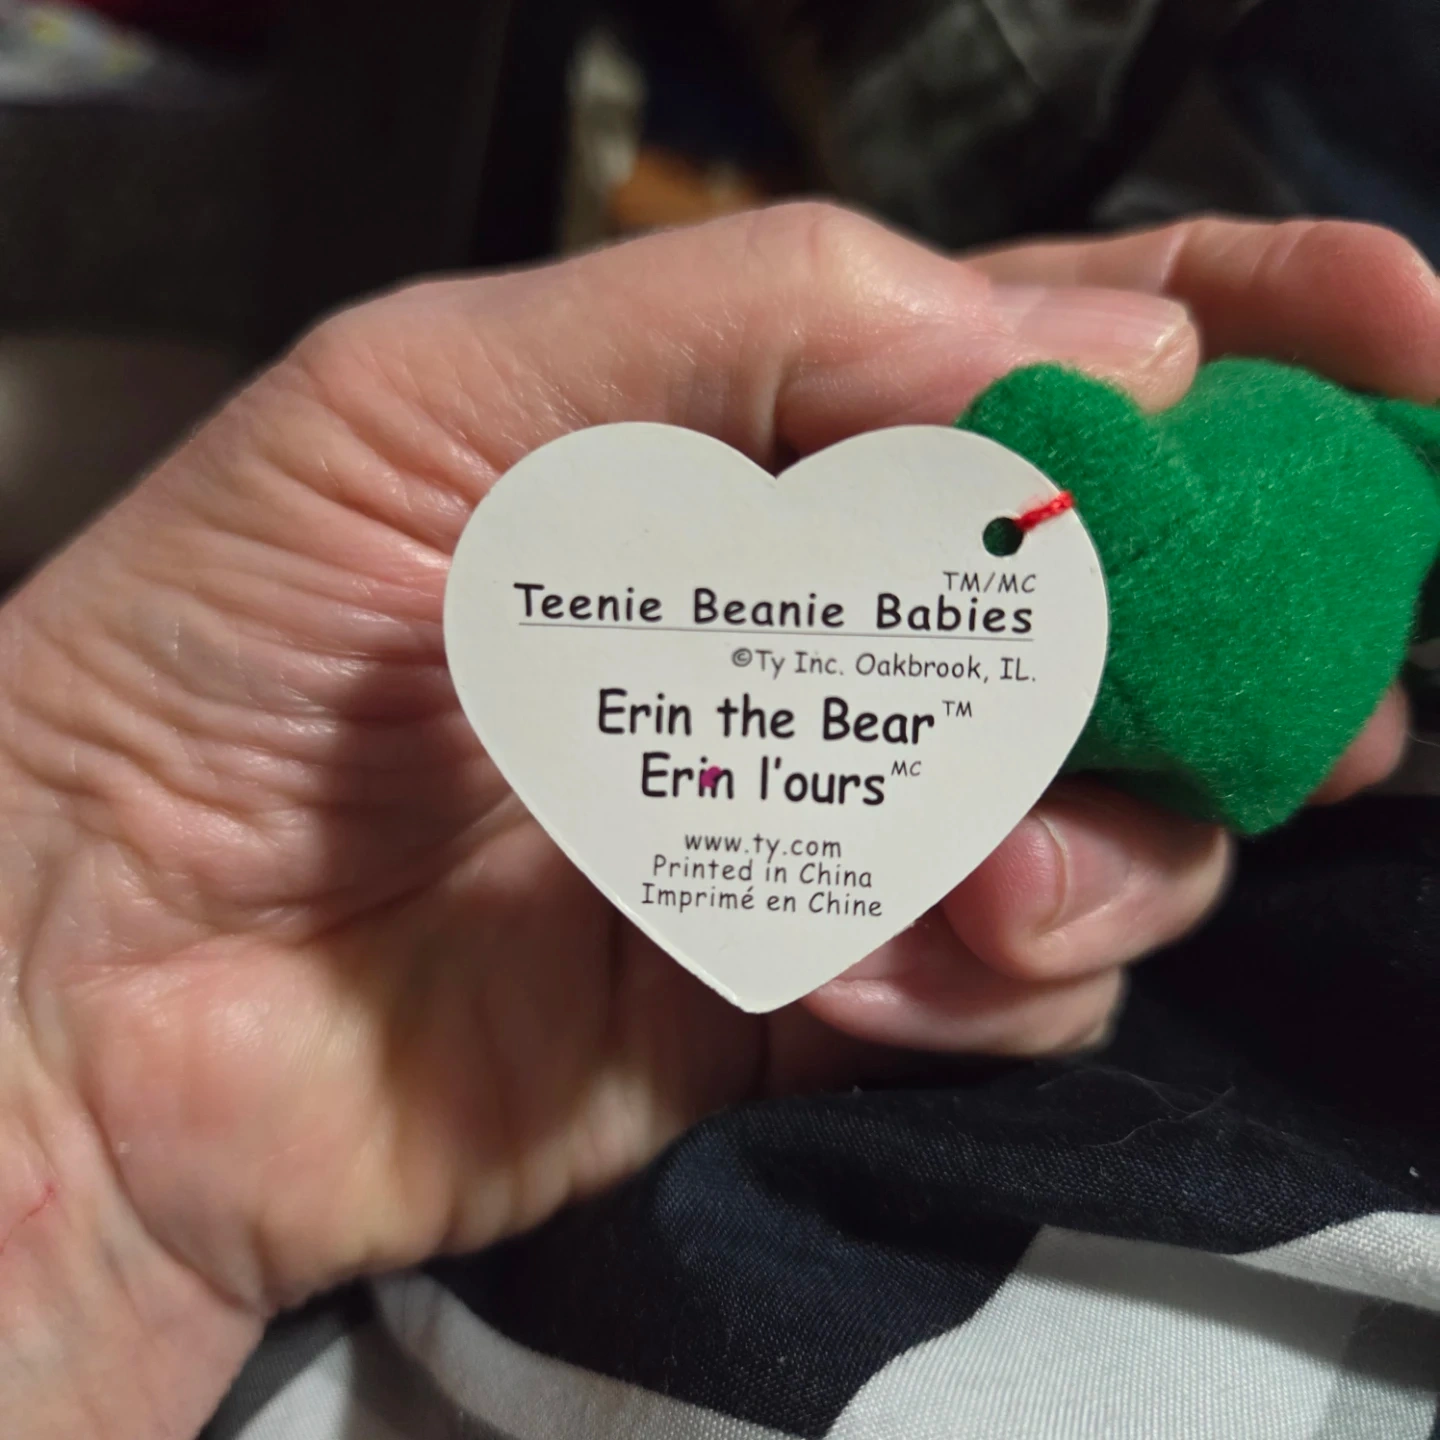 TM/MC
Teenie Beanie Babies
©Ty Inc. Oakbrook, IL.
Erin the Bear™
Erin l'ours MC
www.ty.com
Printed in China
Imprimé en Chine